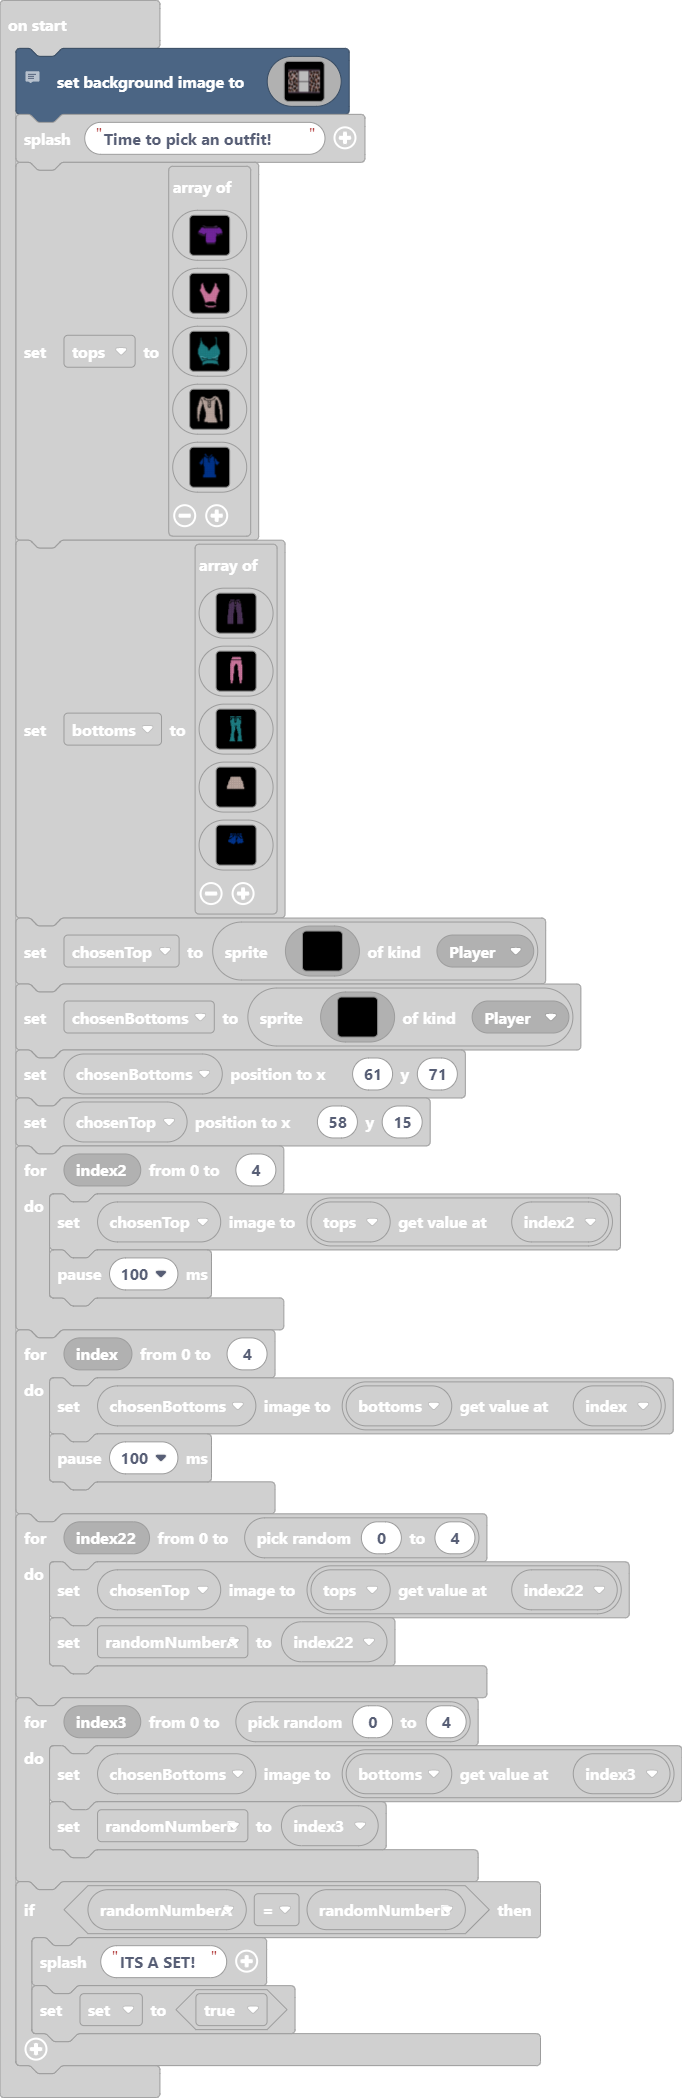 on start
set background image to
splash "Time to pick an outfit! "
array of
set tops to
array of
set bottoms to
set chosenTop to sprite of kind Player
set chosenBottoms to sprite of kind Player
set chosenBottoms position to x 61 y 71
set chosenTop position to x 58 y 15
for index2 from 0 to 4
do
set chosenTop image to tops get value at index2
pause 100 ms
for index from 0 to 4
do
set chosenBottoms image to bottoms get value at index
pause 100 ms
for index22 from 0 to pick random 0 to 4
do
set chosenTop image to tops get value at index22
set randomNumberA to index22
for index3 from 0 to pick random 0 to 4
do
set chosenBottoms image to bottoms get value at index3
set randomNumberB to index3
if randomNumberA = randomNumberB then
splash "ITS A SET! "
set set to true